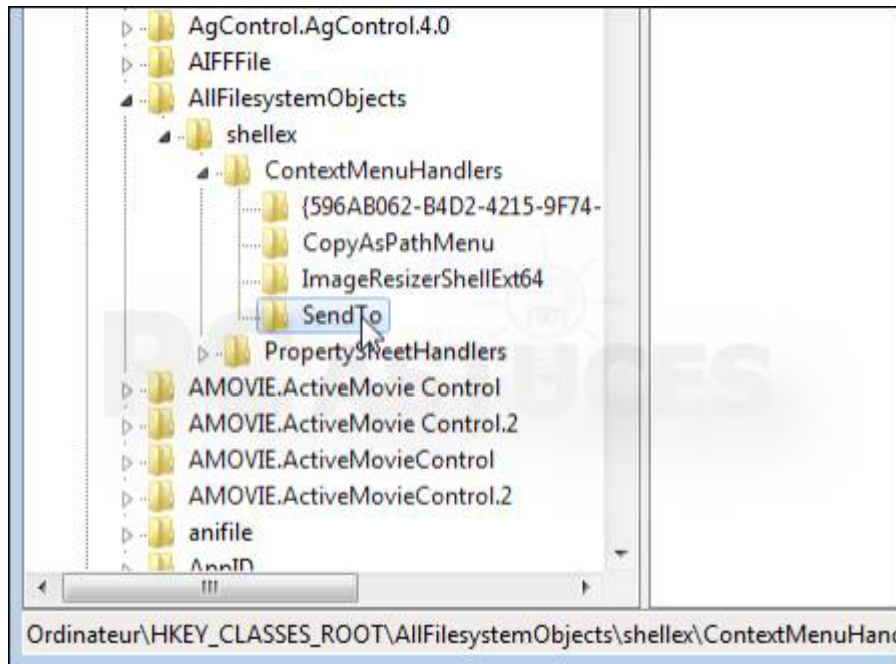 AgControl.AgControl.4.0
AIFFFile
AllFilesystemObjects
shellex
ContextMenuHandlers
{596AB062-B4D2-4215-9F74-
CopyAsPathMenu
ImageResizerShellExt64
SendTo
PropertySheetHandlers
AMOVIE.ActiveMovie Control
AMOVIE.ActiveMovie Control.2
AMOVIE.ActiveMovieControl
AMOVIE.ActiveMovieControl.2
anifile
AppID
Ordinateur\HKEY_CLASSES_ROOT\AllFilesystemObjects\shellex\ContextMenuHand